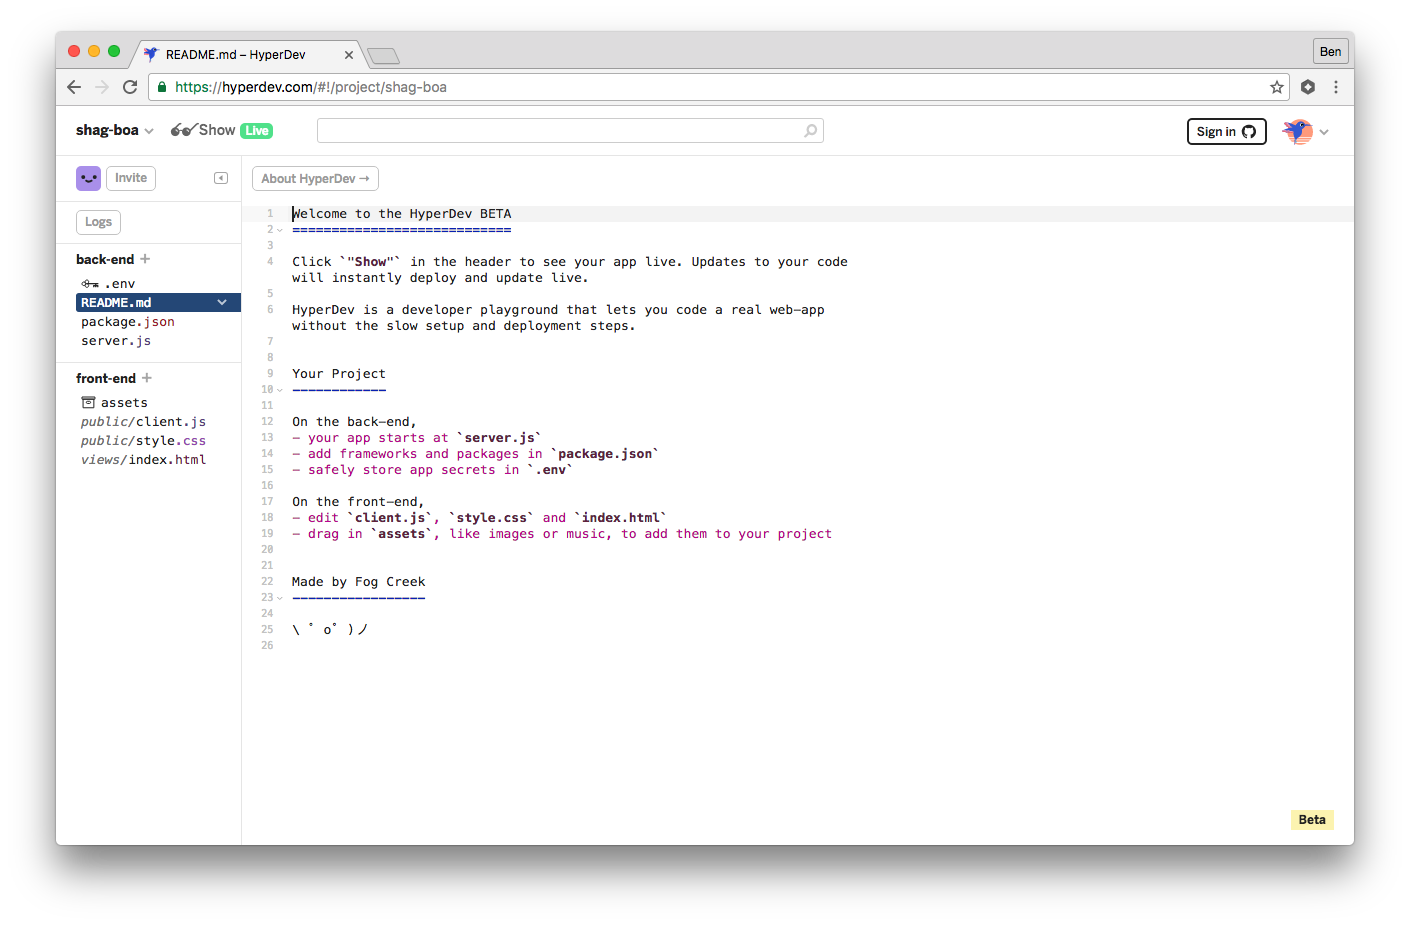 README.md – HyperDev
Ben
https://hyperdev.com/#!/project/shag-boa
shag-boa Show Live
Sign in
Invite
About HyperDev →
Logs
back-end +
.env
README.md
package.json
server.js
front-end +
assets
public/client.js
public/style.css
views/index.html
1 Welcome to the HyperDev BETA
2 ============================
3
4 Click `"Show"` in the header to see your app live. Updates to your code
will instantly deploy and update live.
5
6 HyperDev is a developer playground that lets you code a real web-app
without the slow setup and deployment steps.
7
8
9 Your Project
10 ------------
11
12 On the back-end,
13 - your app starts at `server.js`
14 - add frameworks and packages in `package.json`
15 - safely store app secrets in `.env`
16
17 On the front-end,
18 - edit `client.js`, `style.css` and `index.html`
19 - drag in `assets`, like images or music, to add them to your project
20
21
22 Made by Fog Creek
23 -----------------
24
25 \ ゜o゜)ノ
26
Beta